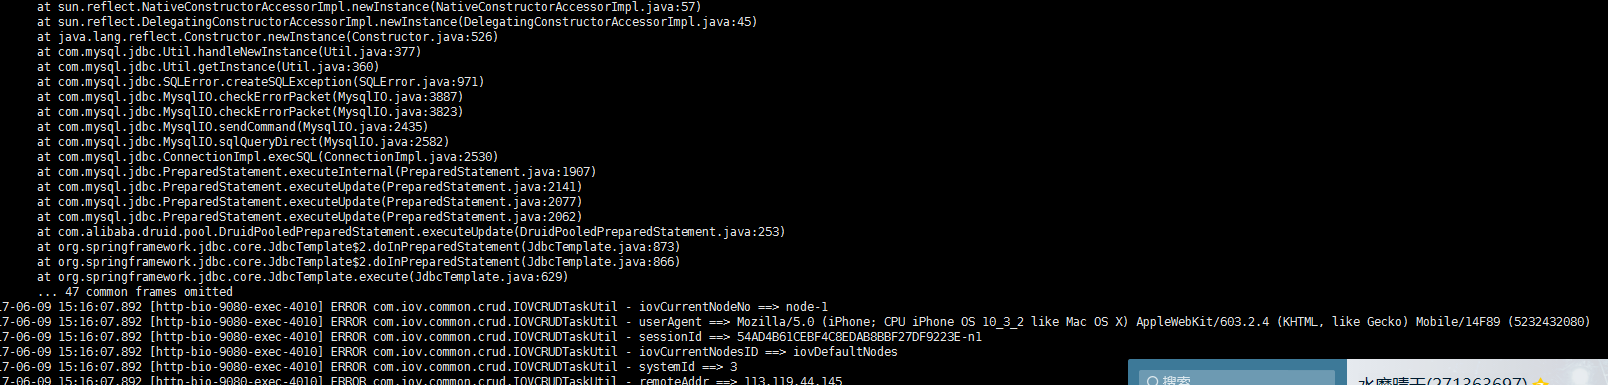 at sun.reflect.NativeConstructorAccessorImpl.newInstance(NativeConstructorAccessorImpl.java:57)
at sun.reflect.DelegatingConstructorAccessorImpl.newInstance(DelegatingConstructorAccessorImpl.java:45)
at java.lang.reflect.Constructor.newInstance(Constructor.java:526)
at com.mysql.jdbc.Util.handleNewInstance(Util.java:377)
at com.mysql.jdbc.Util.getInstance(Util.java:360)
at com.mysql.jdbc.SQLError.createSQLException(SQLError.java:971)
at com.mysql.jdbc.MysqlIO.checkErrorPacket(MysqlIO.java:3887)
at com.mysql.jdbc.MysqlIO.checkErrorPacket(MysqlIO.java:3823)
at com.mysql.jdbc.MysqlIO.sendCommand(MysqlIO.java:2435)
at com.mysql.jdbc.MysqlIO.sqlQueryDirect(MysqlIO.java:2582)
at com.mysql.jdbc.ConnectionImpl.execSQL(ConnectionImpl.java:2530)
at com.mysql.jdbc.PreparedStatement.executeInternal(PreparedStatement.java:1907)
at com.mysql.jdbc.PreparedStatement.executeUpdate(PreparedStatement.java:2141)
at com.mysql.jdbc.PreparedStatement.executeUpdate(PreparedStatement.java:2077)
at com.mysql.jdbc.PreparedStatement.executeUpdate(PreparedStatement.java:2062)
at com.alibaba.druid.pool.DruidPooledPreparedStatement.executeUpdate(DruidPooledPreparedStatement.java:253)
at org.springframework.jdbc.core.JdbcTemplate$2.doInPreparedStatement(JdbcTemplate.java:873)
at org.springframework.jdbc.core.JdbcTemplate$2.doInPreparedStatement(JdbcTemplate.java:866)
at org.springframework.jdbc.core.JdbcTemplate.execute(JdbcTemplate.java:629)
... 47 common frames omitted
17-06-09 15:16:07.892 [http-bio-9080-exec-4010] ERROR com.iov.common.crud.IOVCRUDTaskUtil - iovCurrentNodeNo ==> node-1
17-06-09 15:16:07.892 [http-bio-9080-exec-4010] ERROR com.iov.common.crud.IOVCRUDTaskUtil - userAgent ==> Mozilla/5.0 (iPhone; CPU iPhone OS 10_3_2 like Mac OS X) AppleWebKit/603.2.4 (KHTML, like Gecko) Mobile/14F89 (5232432080)
17-06-09 15:16:07.892 [http-bio-9080-exec-4010] ERROR com.iov.common.crud.IOVCRUDTaskUtil - sessionId ==> 54AD4B61CEBF4C8EDAB8BBF27DF9223E-n1
17-06-09 15:16:07.892 [http-bio-9080-exec-4010] ERROR com.iov.common.crud.IOVCRUDTaskUtil - iovCurrentNodesID ==> iovDefaultNodes
17-06-09 15:16:07.892 [http-bio-9080-exec-4010] ERROR com.iov.common.crud.IOVCRUDTaskUtil - systemId ==> 3
17-06-09 15:16:07.892 [http-bio-9080-exec-4010] ERROR com.iov.common.crud.IOVCRUDTaskUtil - remoteAddr ==> 113.119.44.145
搜索
(271363697)